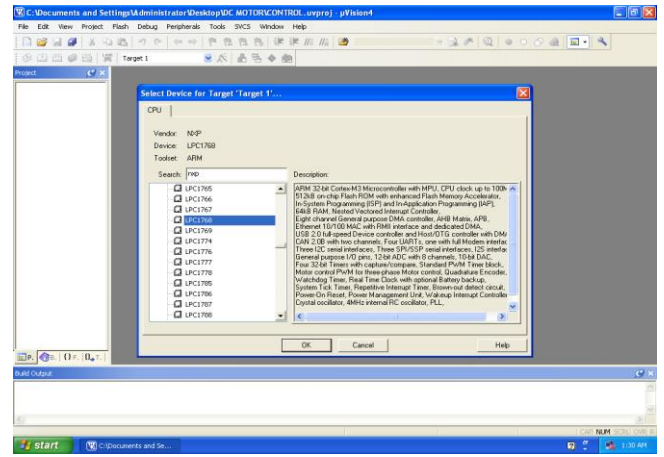 C:\Documents and Settings\Administrator\Desktop\DC MOTOR\CONTROL.uvproj - µVision4
File Edit View Project Flash Debug Peripherals Tools SVCS Window Help
Target 1
Project
Select Device for Target 'Target 1'...
CPU
Vendor: NXP
Device: LPC1768
Toolset: ARM
Search: nxp
Description:
LPC1765
LPC1766
LPC1767
LPC1768
LPC1769
LPC1774
LPC1776
LPC1777
LPC1778
LPC1785
LPC1786
LPC1787
LPC1788
ARM 32-bit Cortex-M3 Microcontroller with MPU, CPU clock up to 100M
512kB on-chip Flash ROM with enhanced Flash Memory Accelerator,
In-System Programming (ISP) and In-Application Programming (IAP),
64kB RAM, Nested Vectored Interrupt Controller,
Eight channel General purpose DMA controller, AHB Matrix, APB,
Ethernet 10/100 MAC with RMII interface and dedicated DMA,
USB 2.0 full-speed Device controller and Host/OTG controller with DMA
CAN 2.0B with two channels, Four UARTs, one with full Modem interfac
Three I2C serial interfaces, Three SPI/SSP serial interfaces, I2S interfac
General purpose I/O pins, 12-bit ADC with 8 channels, 10-bit DAC,
Four 32-bit Timers with capture/compare, Standard PWM Timer block,
Motor control PWM for three-phase Motor control, Quadrature Encoder,
Watchdog Timer, Real Time Clock with optional Battery backup,
System Tick Timer, Repetitive Interrupt Timer, Brown-out detect circuit,
Power-On Reset, Power Management Unit, Wakeup Interrupt Controller
Crystal oscillator, 4MHz internal RC oscillator, PLL,
OK Cancel Help
P. B. {} F. 0. T.
Build Output
CAP NUM SCRL OVR R
start C:\Documents and Se... 1:30 AM